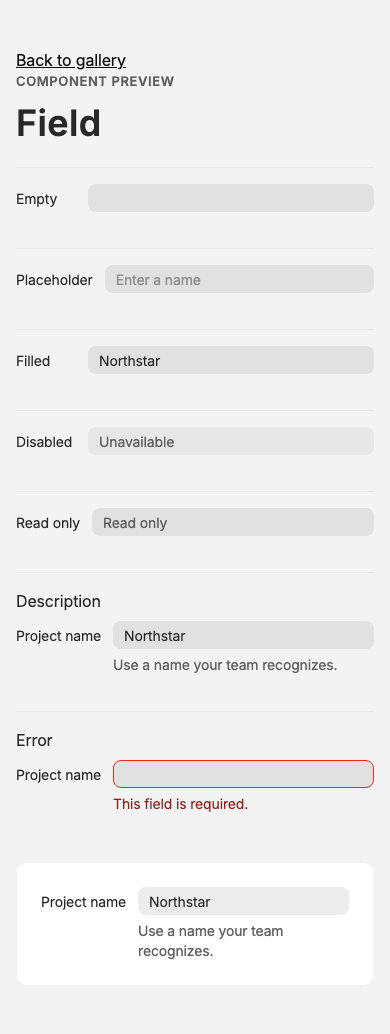 Back to gallery
COMPONENT PREVIEW
Field
Empty
Placeholder Enter a name
Filled Northstar
Disabled Unavailable
Read only Read only
Description
Project name Northstar
Use a name your team recognizes.
Error
Project name
This field is required.
Project name Northstar
Use a name your team
recognizes.